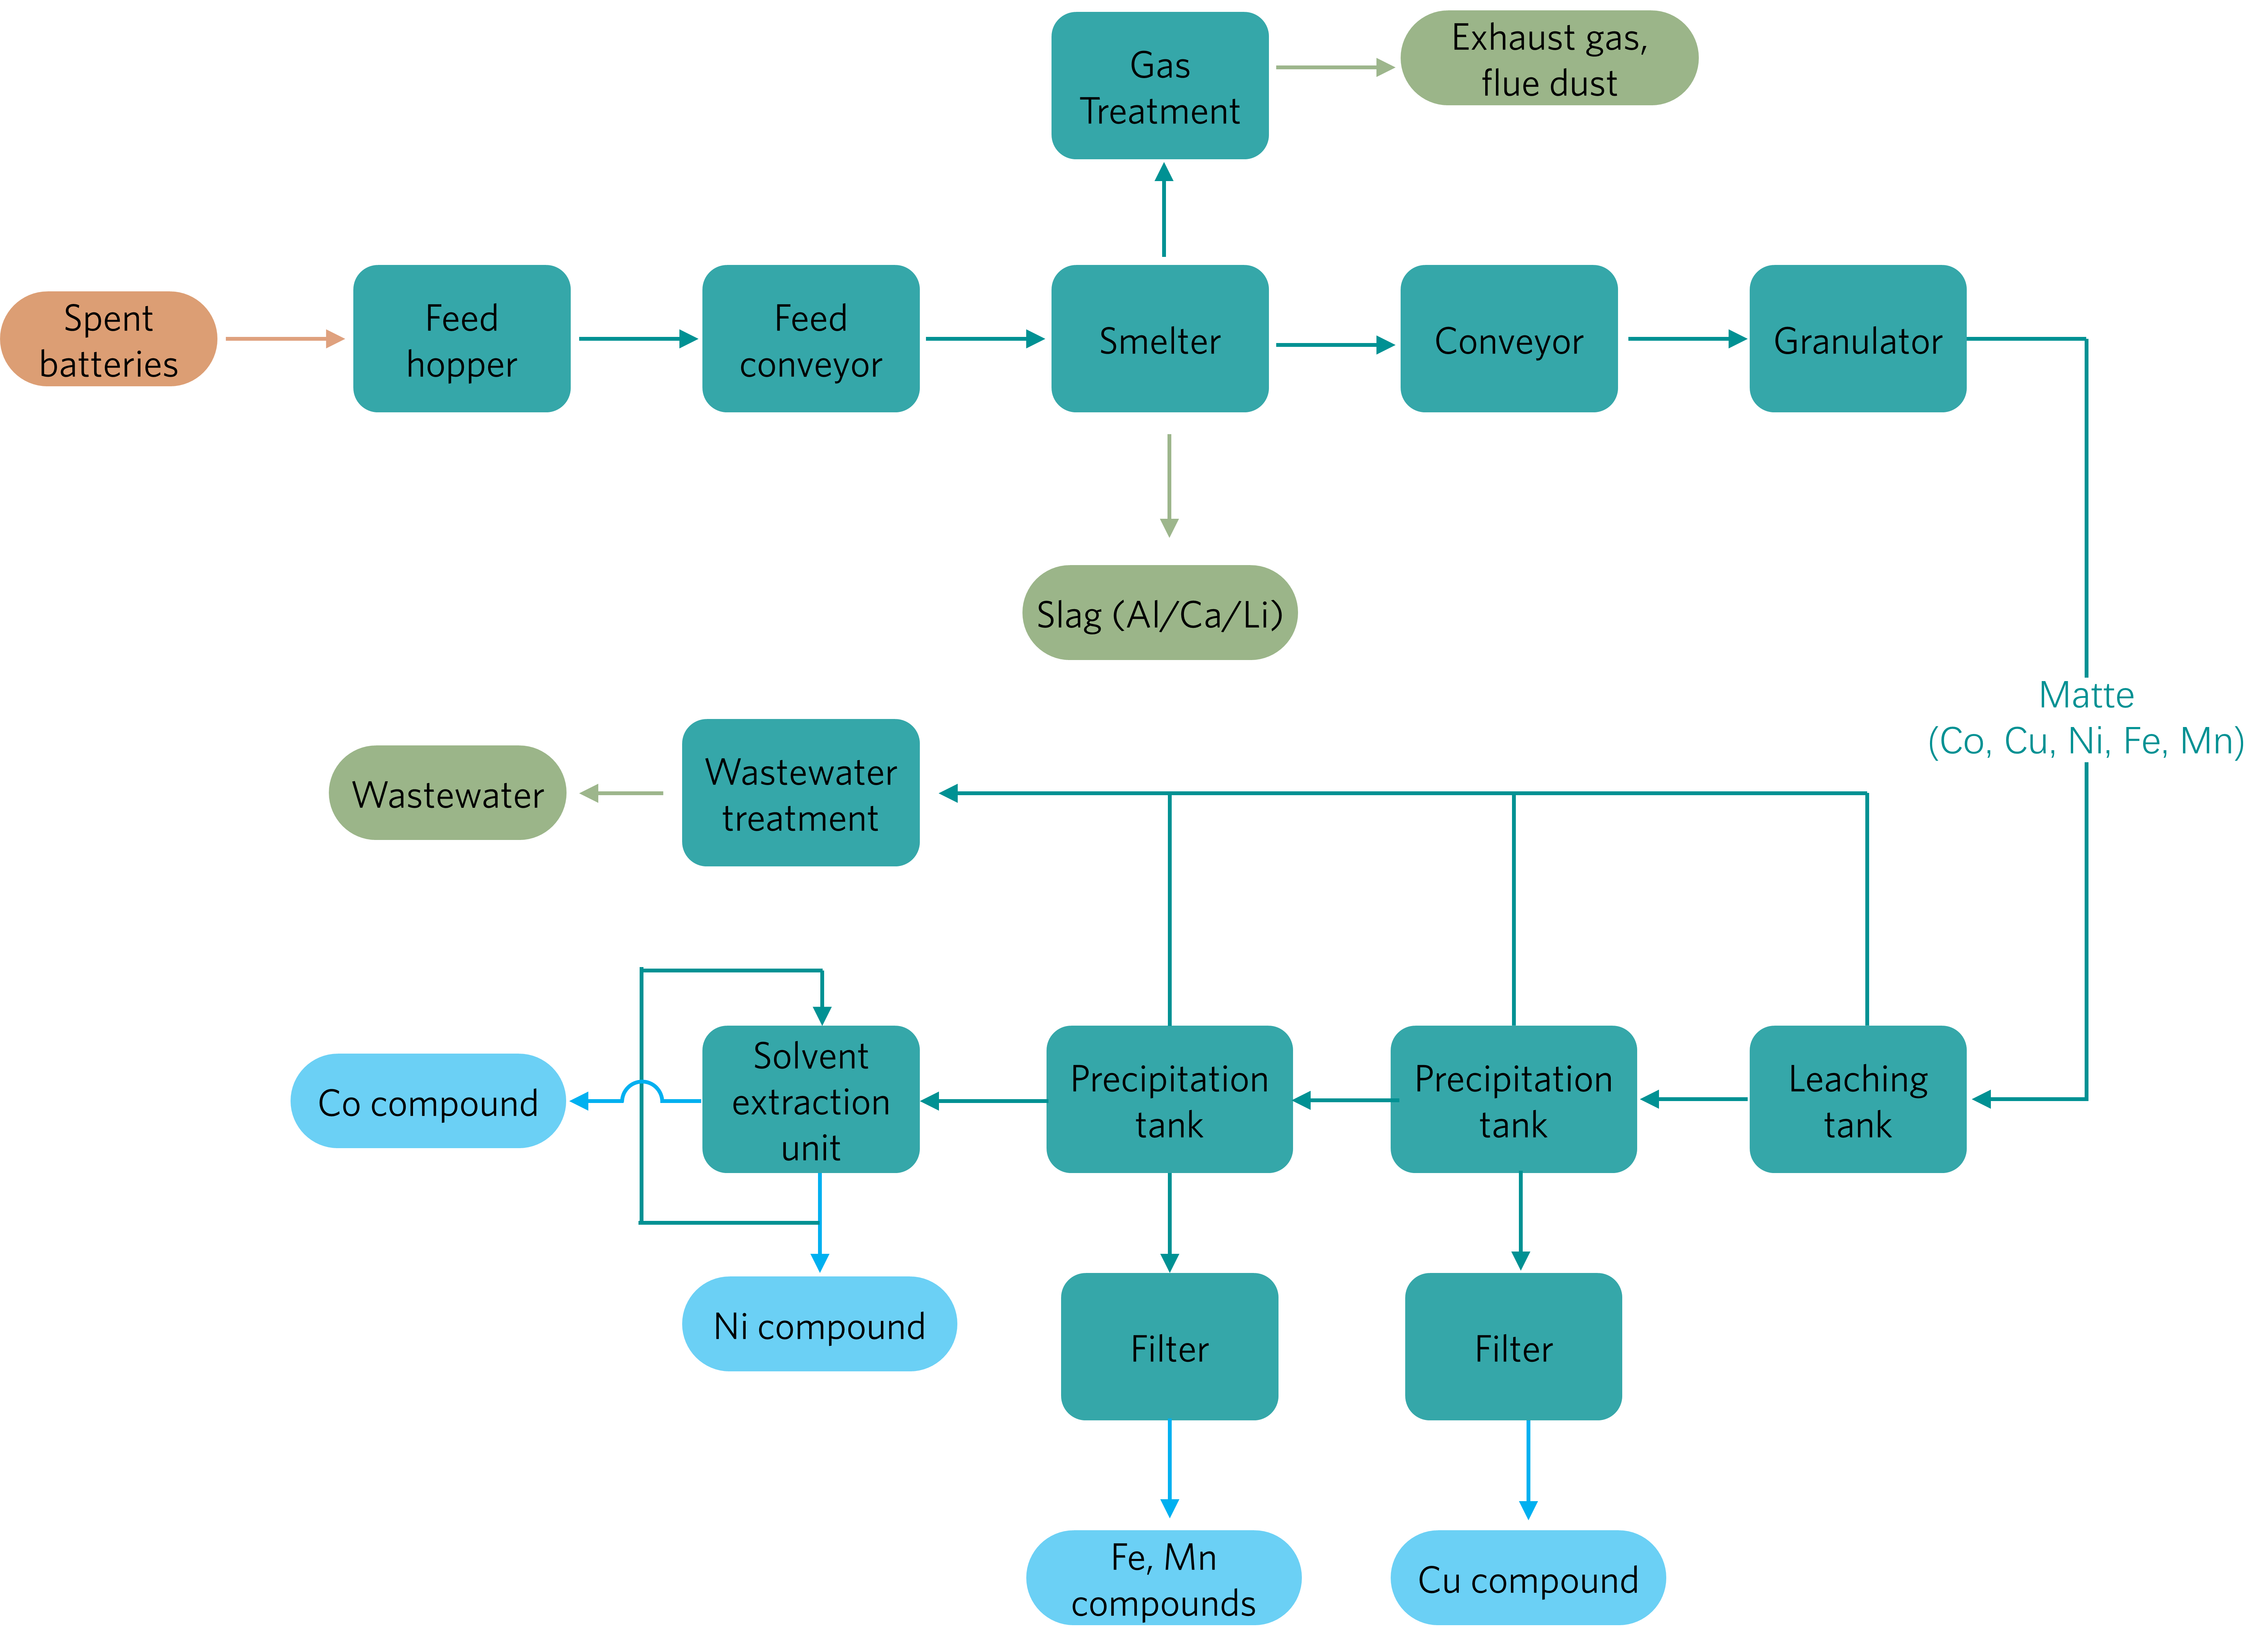 Gas
Treatment
Exhaust gas,
flue dust
Spent
batteries
Feed
hopper
Feed
conveyor
Smelter
Conveyor
Granulator
Slag (Al/Ca/Li)
Matte
(Co, Cu, Ni, Fe, Mn)
Wastewater
Wastewater
treatment
Co compound
Solvent
extraction
unit
Precipitation
tank
Precipitation
tank
Leaching
tank
Ni compound
Filter
Filter
Fe, Mn
compounds
Cu compound